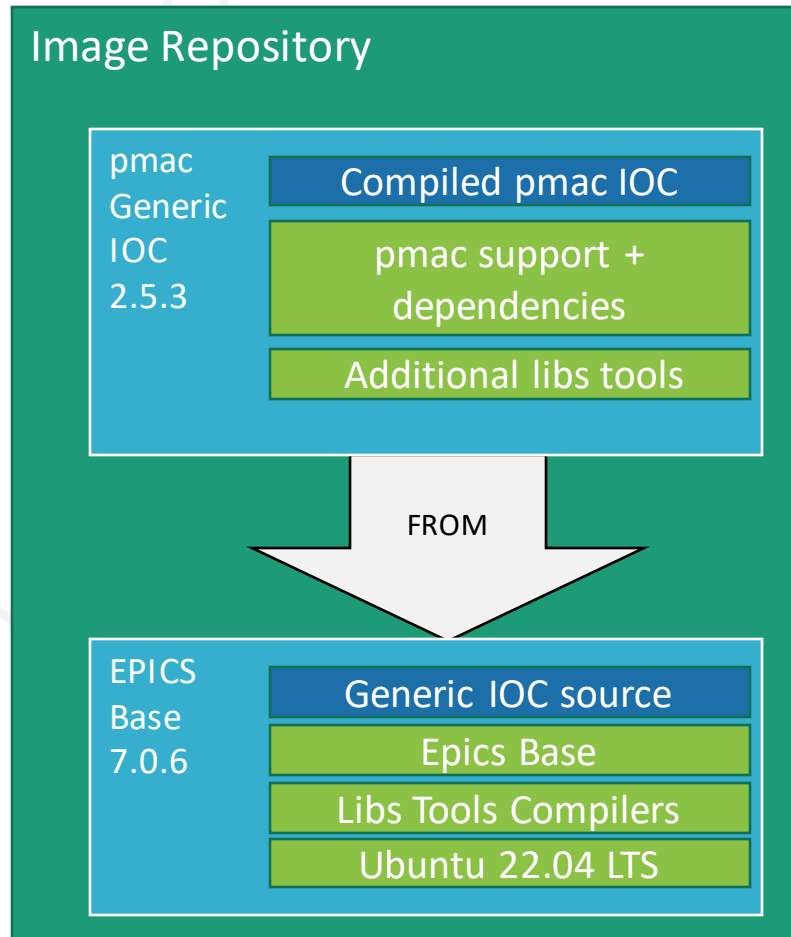 Image Repository
pmac
Generic
IOC
2.5.3
Compiled pmac IOC
pmac support +
dependencies
Additional libs tools
FROM
EPICS
Base
7.0.6
Generic IOC source
Epics Base
Libs Tools Compilers
Ubuntu 22.04 LTS